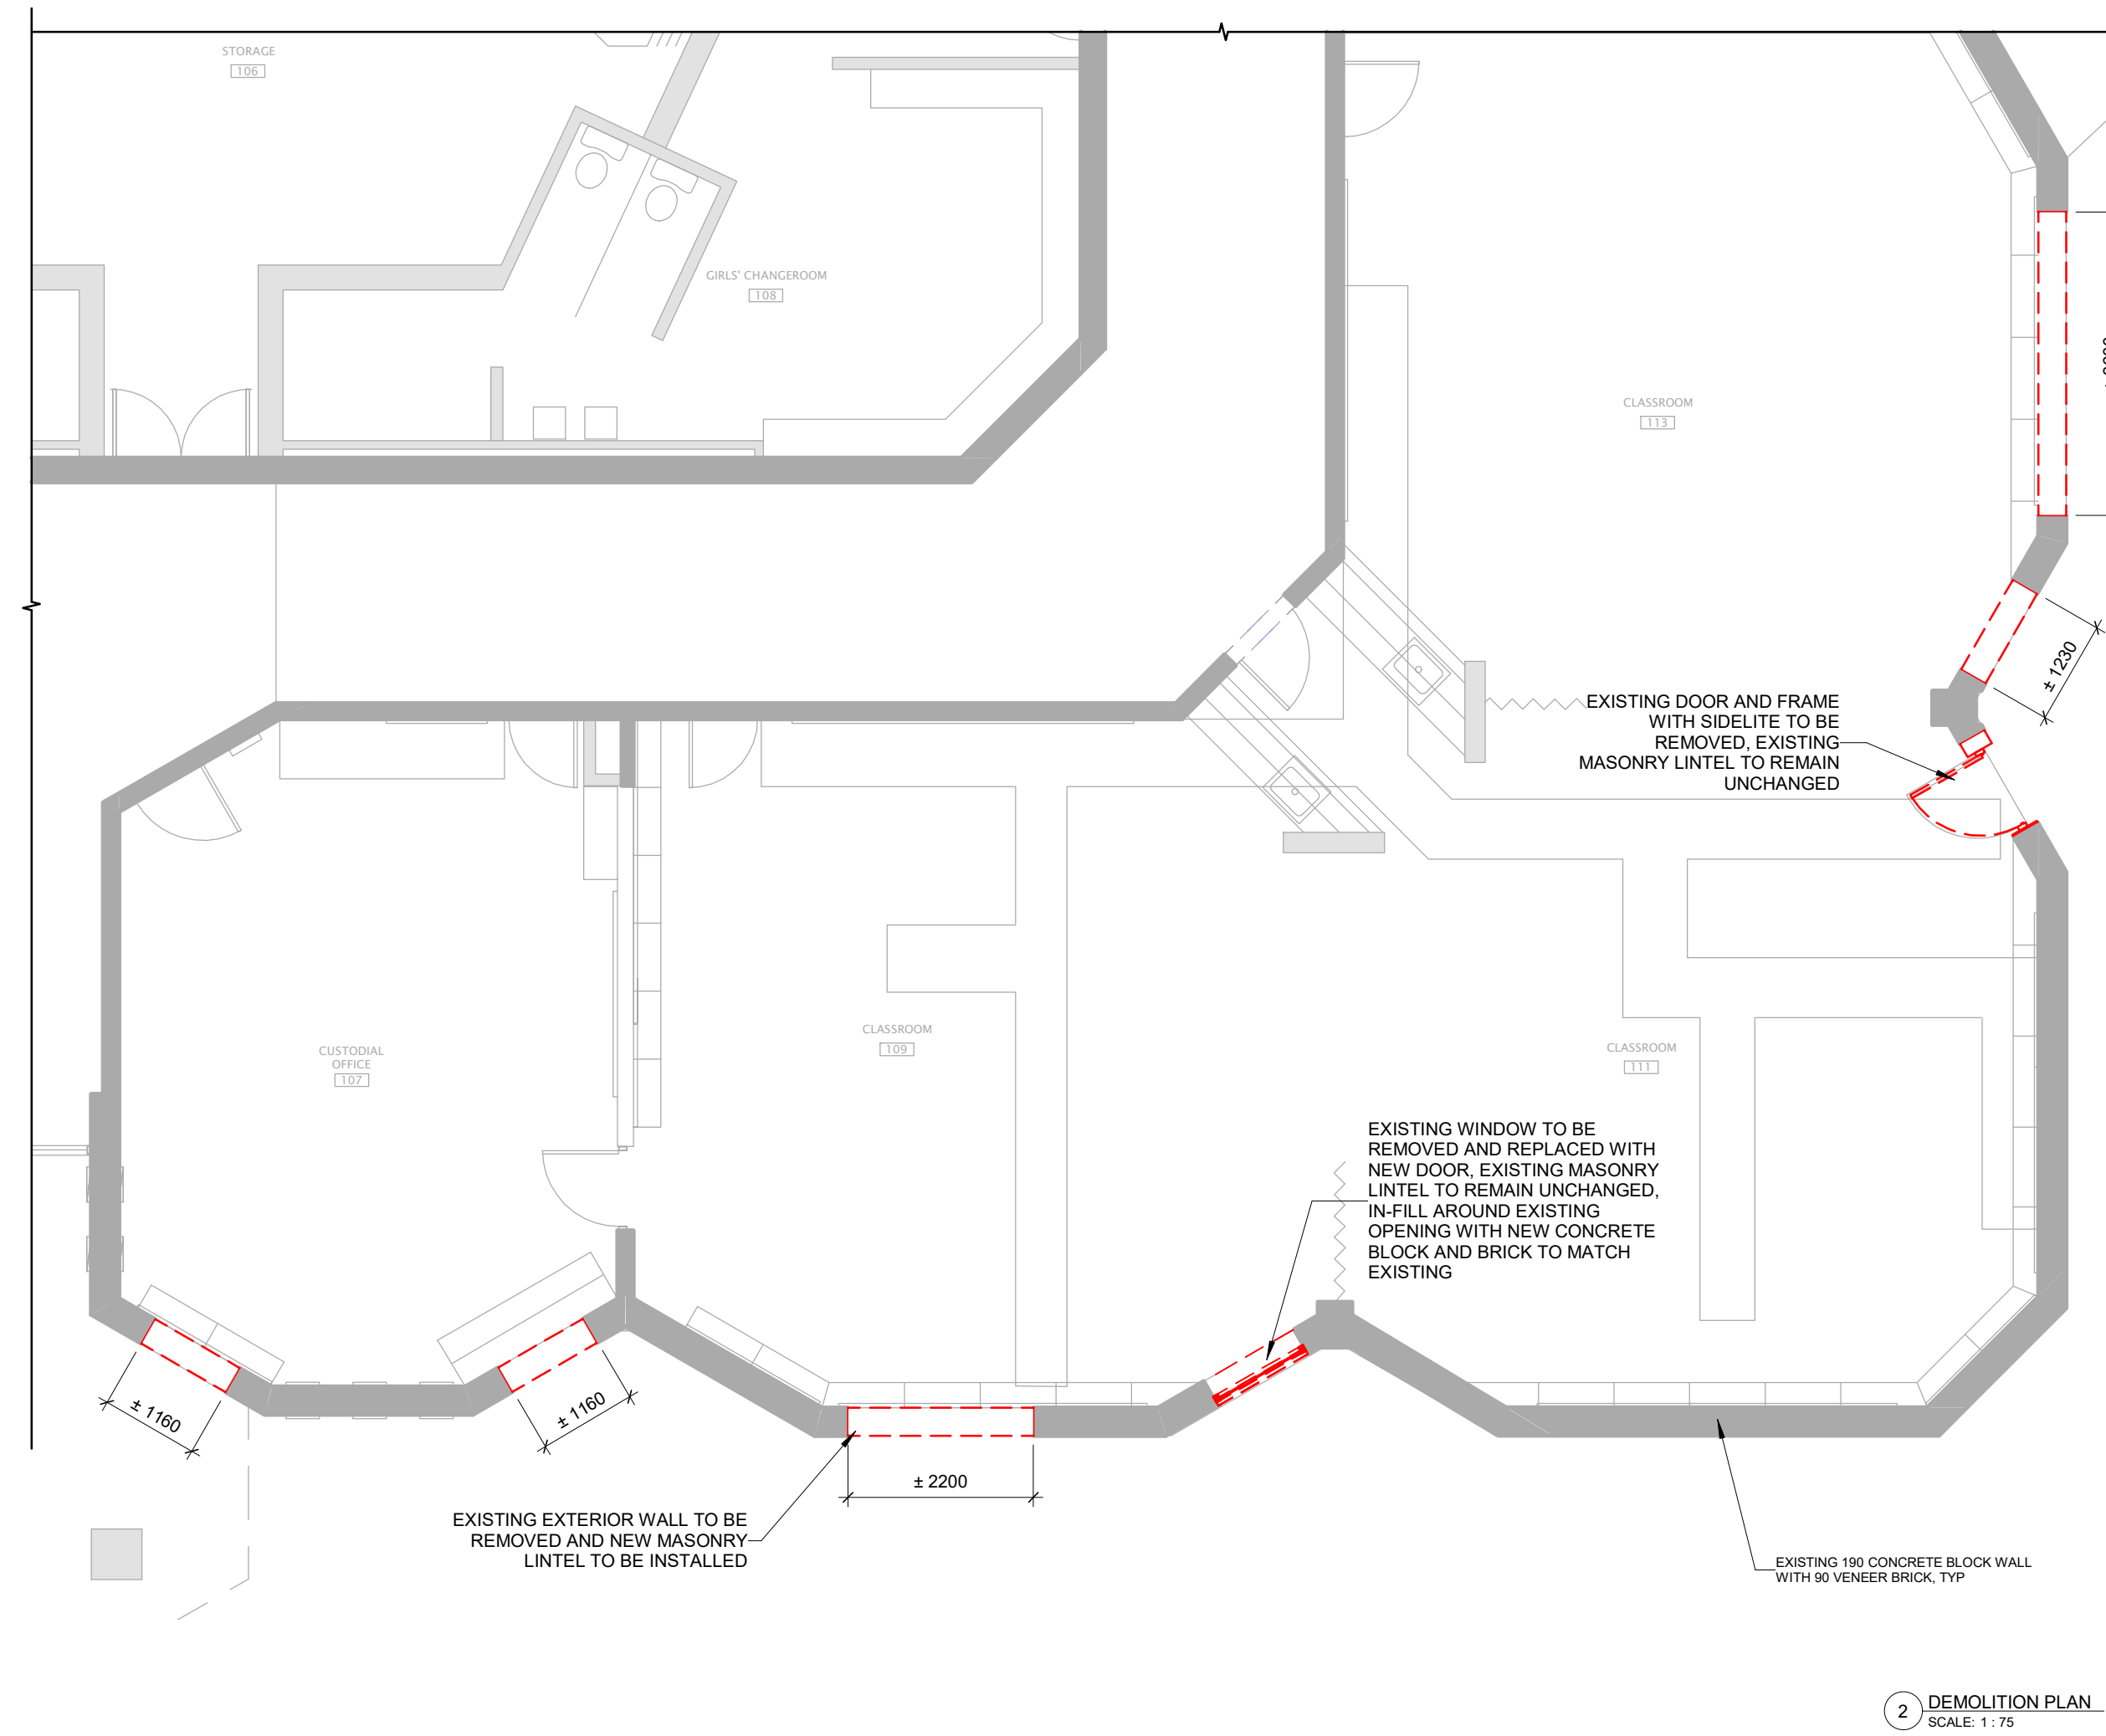 STORAGE
106
GIRLS' CHANGEROOM
108
CLASSROOM
113
± 1230
EXISTING DOOR AND FRAME
WITH SIDELITE TO BE
REMOVED, EXISTING
MASONRY LINTEL TO REMAIN
UNCHANGED
CLASSROOM
109
CUSTODIAL
OFFICE
107
CLASSROOM
111
EXISTING WINDOW TO BE
REMOVED AND REPLACED WITH
NEW DOOR, EXISTING MASONRY
LINTEL TO REMAIN UNCHANGED,
IN-FILL AROUND EXISTING
OPENING WITH NEW CONCRETE
BLOCK AND BRICK TO MATCH
EXISTING
± 1160
± 1160
± 2200
EXISTING EXTERIOR WALL TO BE
REMOVED AND NEW MASONRY
LINTEL TO BE INSTALLED
EXISTING 190 CONCRETE BLOCK WALL
WITH 90 VENEER BRICK, TYP
2
DEMOLITION PLAN
SCALE: 1 : 75